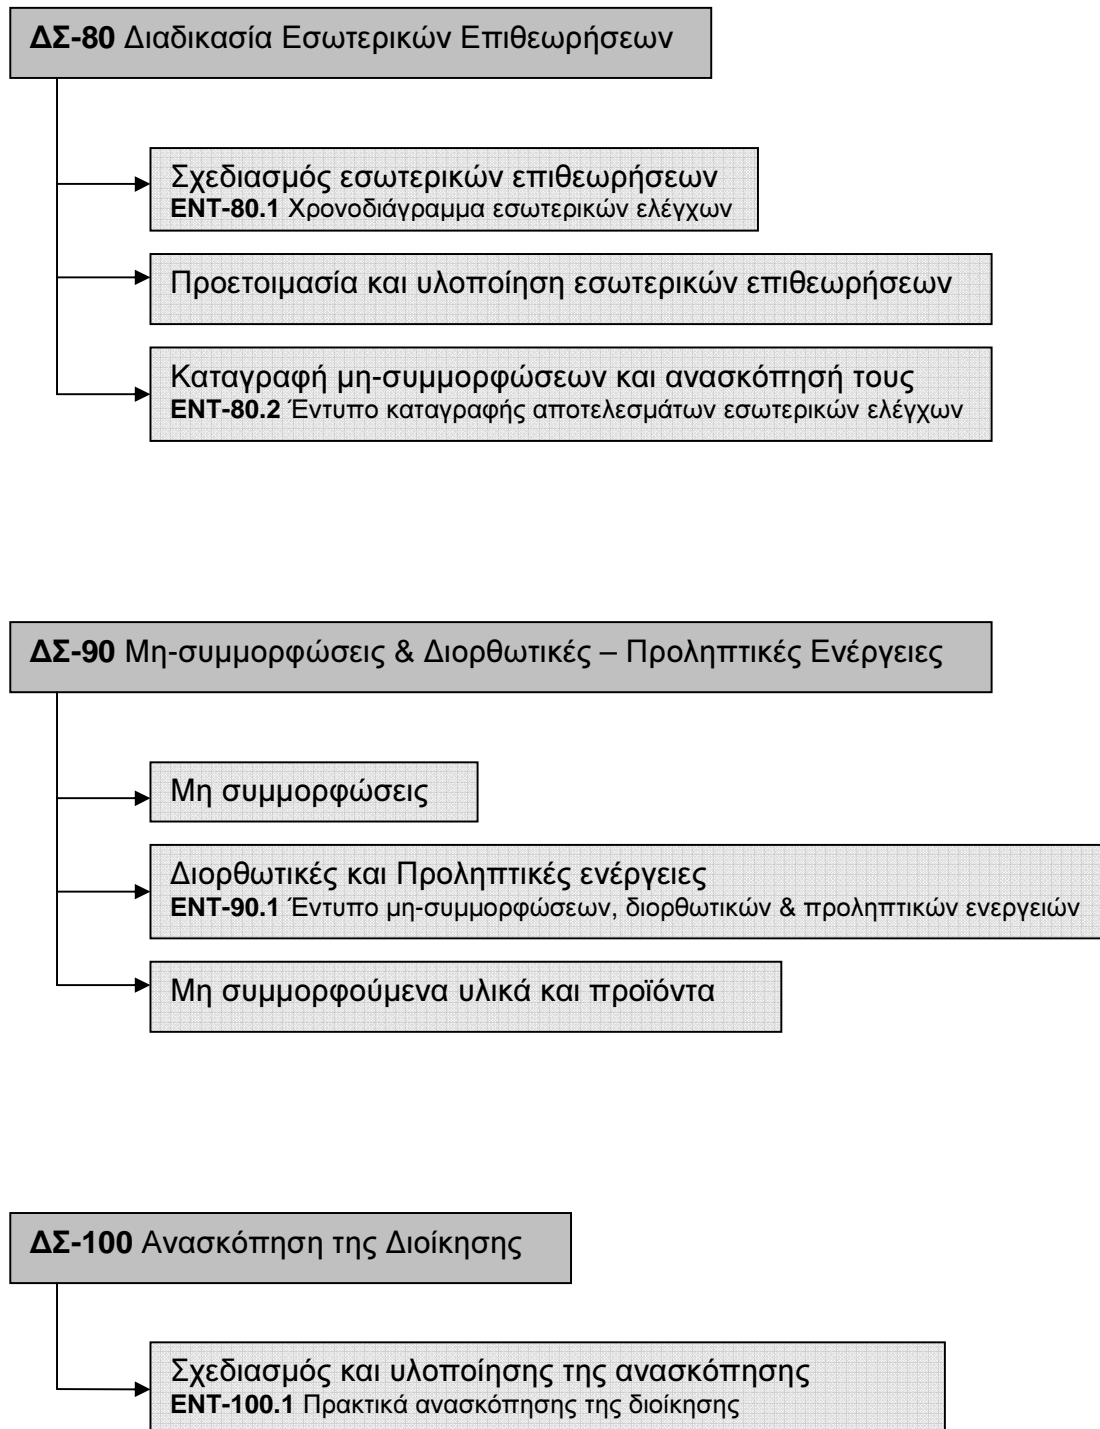 ΔΣ-80 Διαδικασία Εσωτερικών Επιθεωρήσεων
Σχεδιασμός εσωτερικών επιθεωρήσεων
ΕΝΤ-80.1 Χρονοδιάγραμμα εσωτερικών ελέγχων
Προετοιμασία και υλοποίηση εσωτερικών επιθεωρήσεων
Καταγραφή μη-συμμορφώσεων και ανασκόπησή τους
ΕΝΤ-80.2 Έντυπο καταγραφής αποτελεσμάτων εσωτερικών ελέγχων
ΔΣ-90 Μη-συμμορφώσεις & Διορθωτικές – Προληπτικές Ενέργειες
Μη συμμορφώσεις
Διορθωτικές και Προληπτικές ενέργειες
ΕΝΤ-90.1 Έντυπο μη-συμμορφώσεων, διορθωτικών & προληπτικών ενεργειών
Μη συμμορφούμενα υλικά και προϊόντα
ΔΣ-100 Ανασκόπηση της Διοίκησης
Σχεδιασμός και υλοποίησης της ανασκόπησης
ΕΝΤ-100.1 Πρακτικά ανασκόπησης της διοίκησης